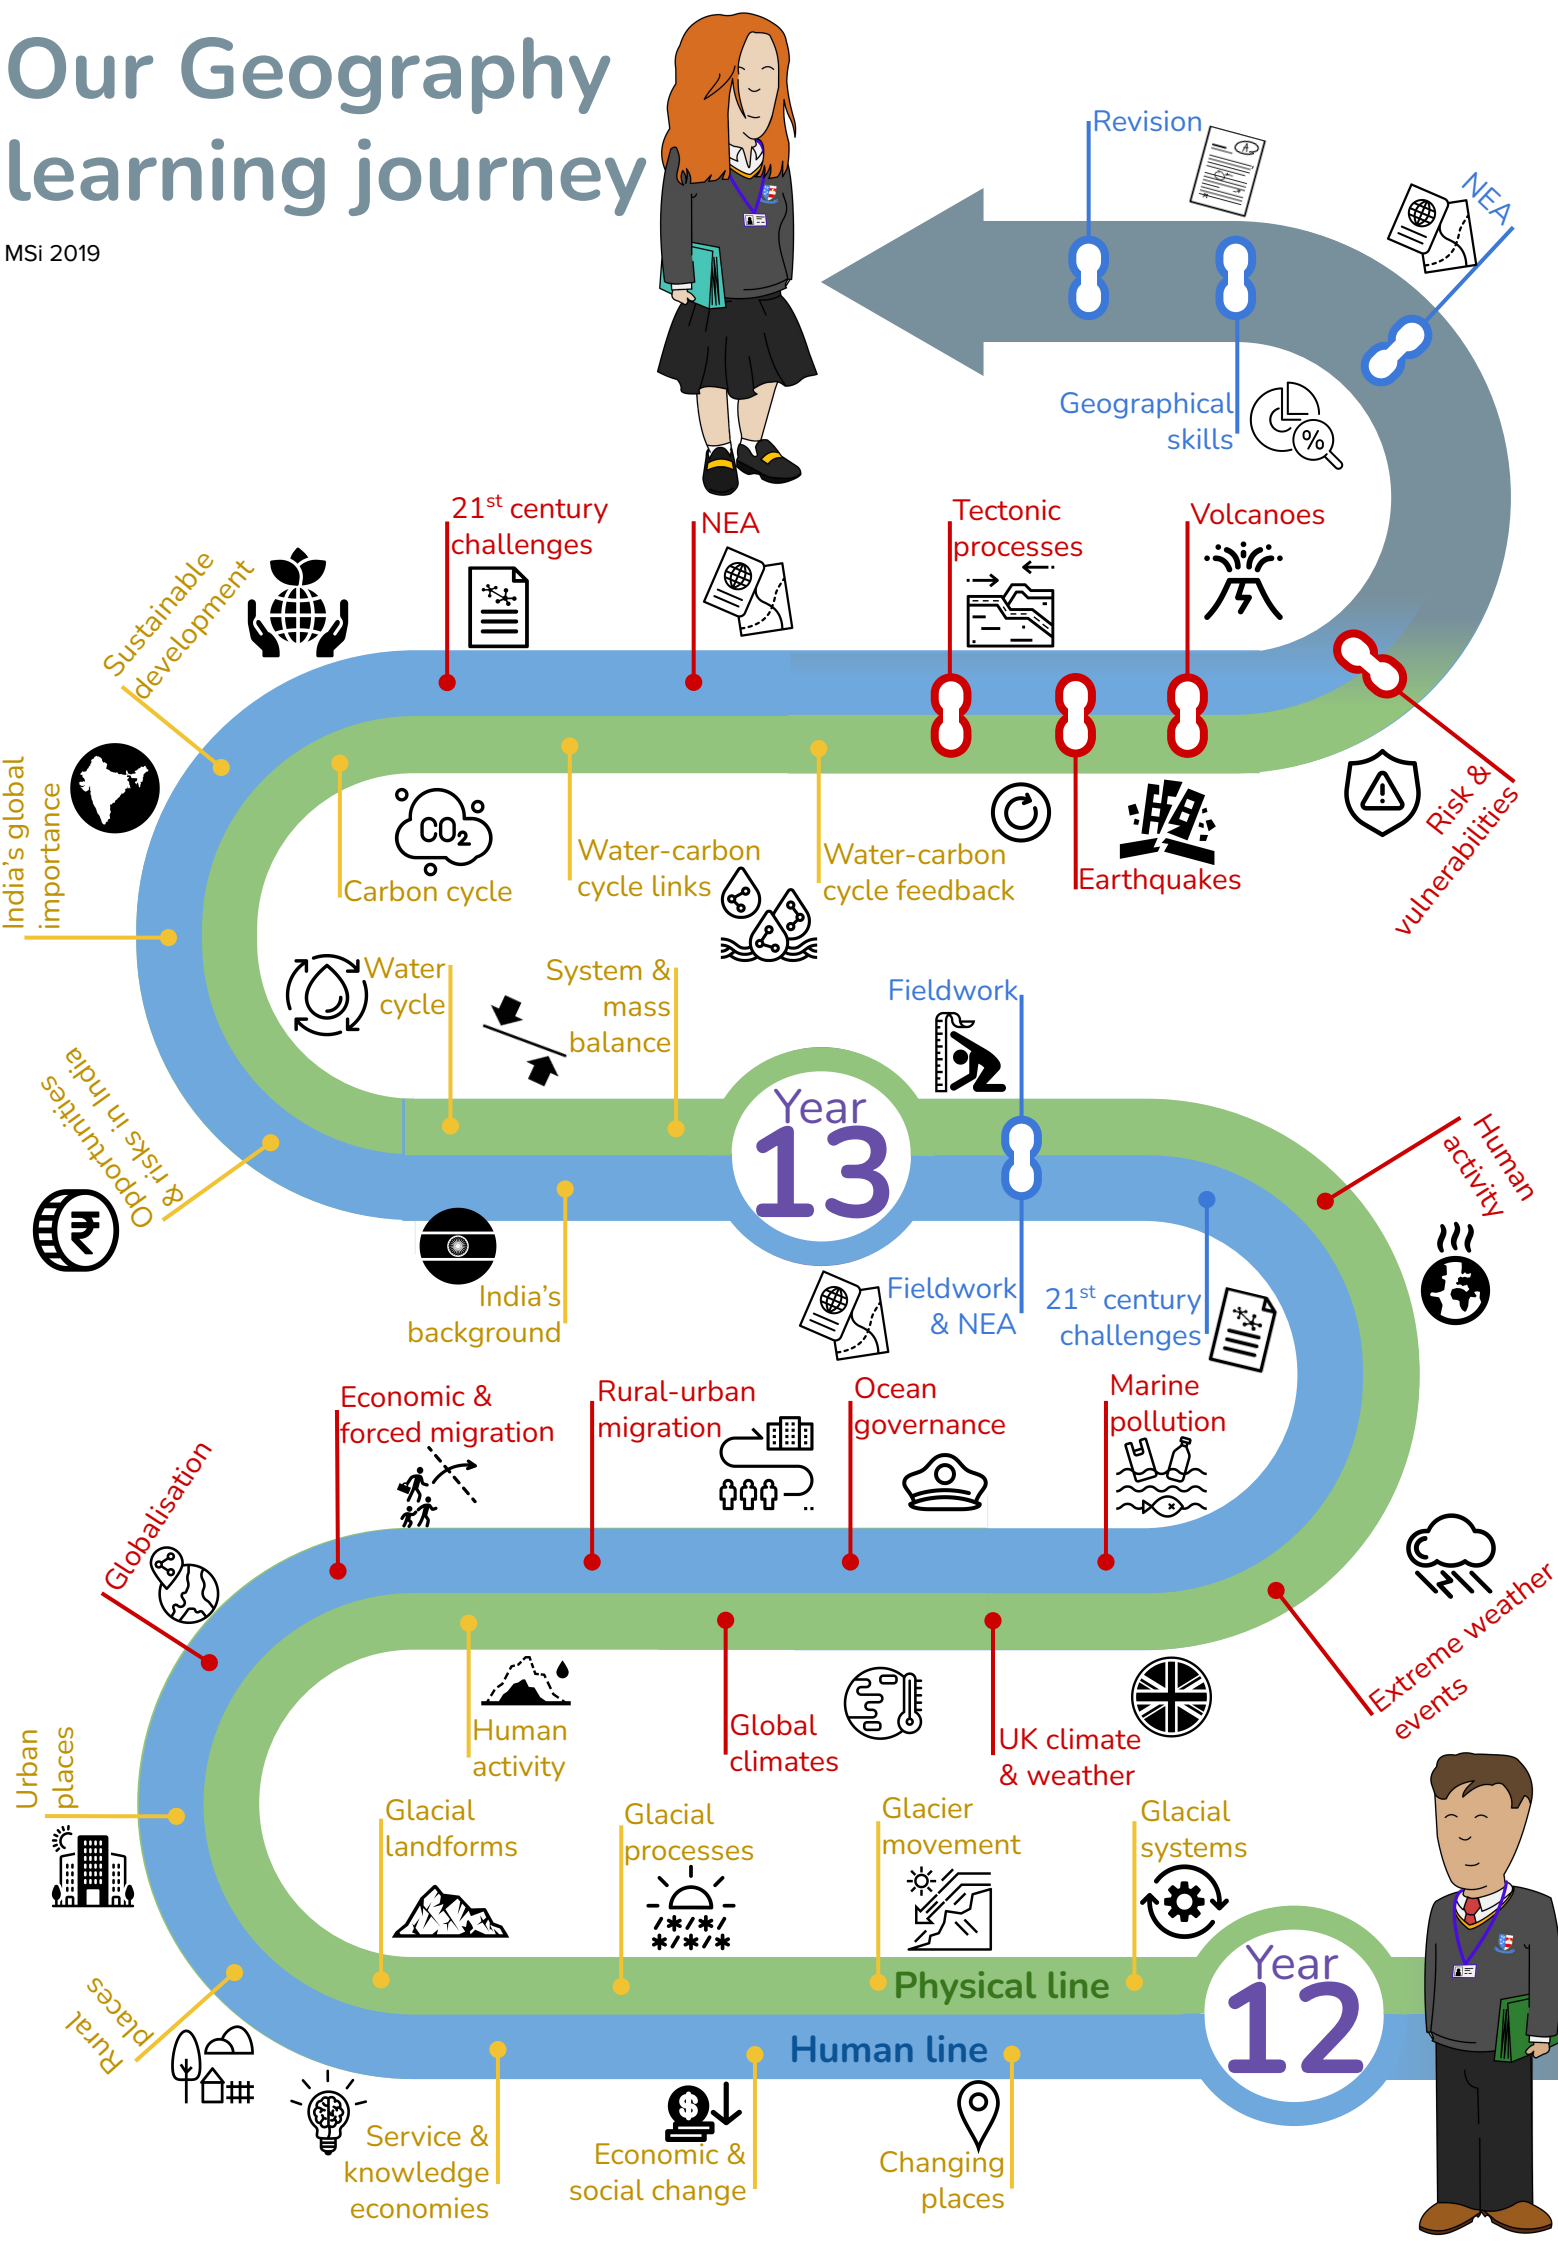 Our Geography
learning journey
MSi 2019
Revision
NEA
Geographical
skills
%
21st century
challenges
NEA
Tectonic
processes
Volcanoes
Sustainable
development
India's global
importance
CO2
Carbon cycle
Water-carbon
cycle links
Water-carbon
cycle feedback
Earthquakes
Risk &
vulnerabilities
Water
cycle
System &
mass
balance
Fieldwork
Year
13
Opportunities
& risks in India
₹
India's
background
Fieldwork
& NEA
21st century
challenges
Human
activity
Economic &
forced migration
Rural-urban
migration
Ocean
governance
Marine
pollution
Globalisation
Human
activity
Global
climates
UK climate
& weather
Extreme weather
events
Urban
places
Glacial
landforms
Glacial
processes
Glacier
movement
Glacial
systems
Physical line
Human line
Year
12
Rural
places
Service &
knowledge
economies
$
Economic &
social change
Changing
places